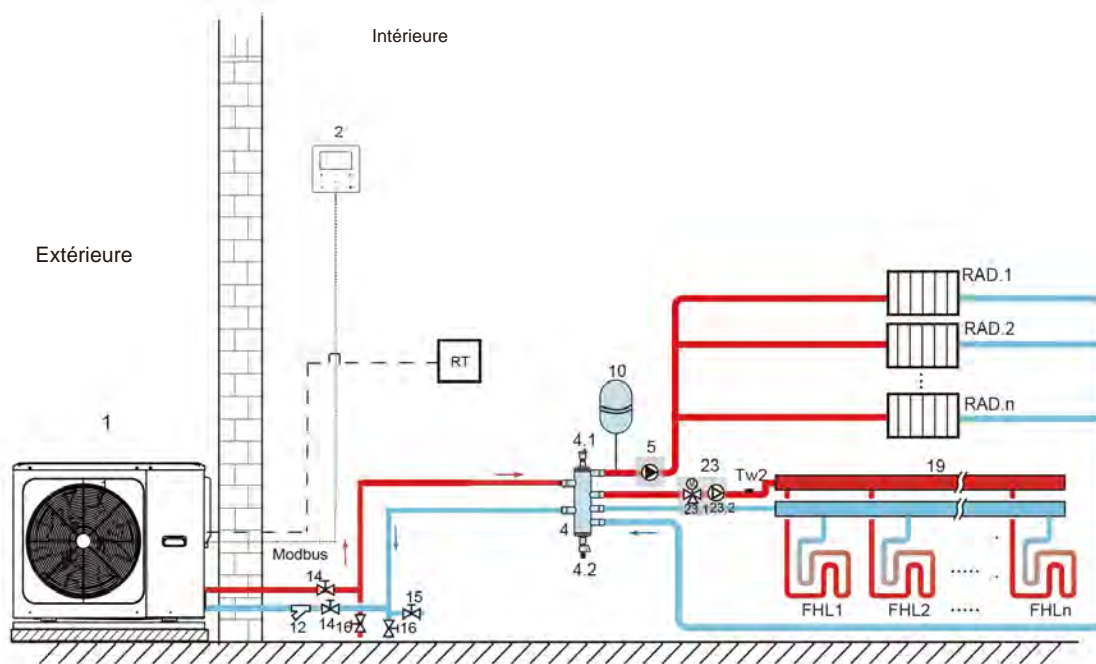 Intérieure
2
Extérieure
RAD.1
RT
RAD.2
10
1
RAD.n
4.1
5
23
Tw2
19
23.1
23.2
4
Modbus
4.2
14
15
12
14
16
16
FHL1
FHL2
.....
FHLn